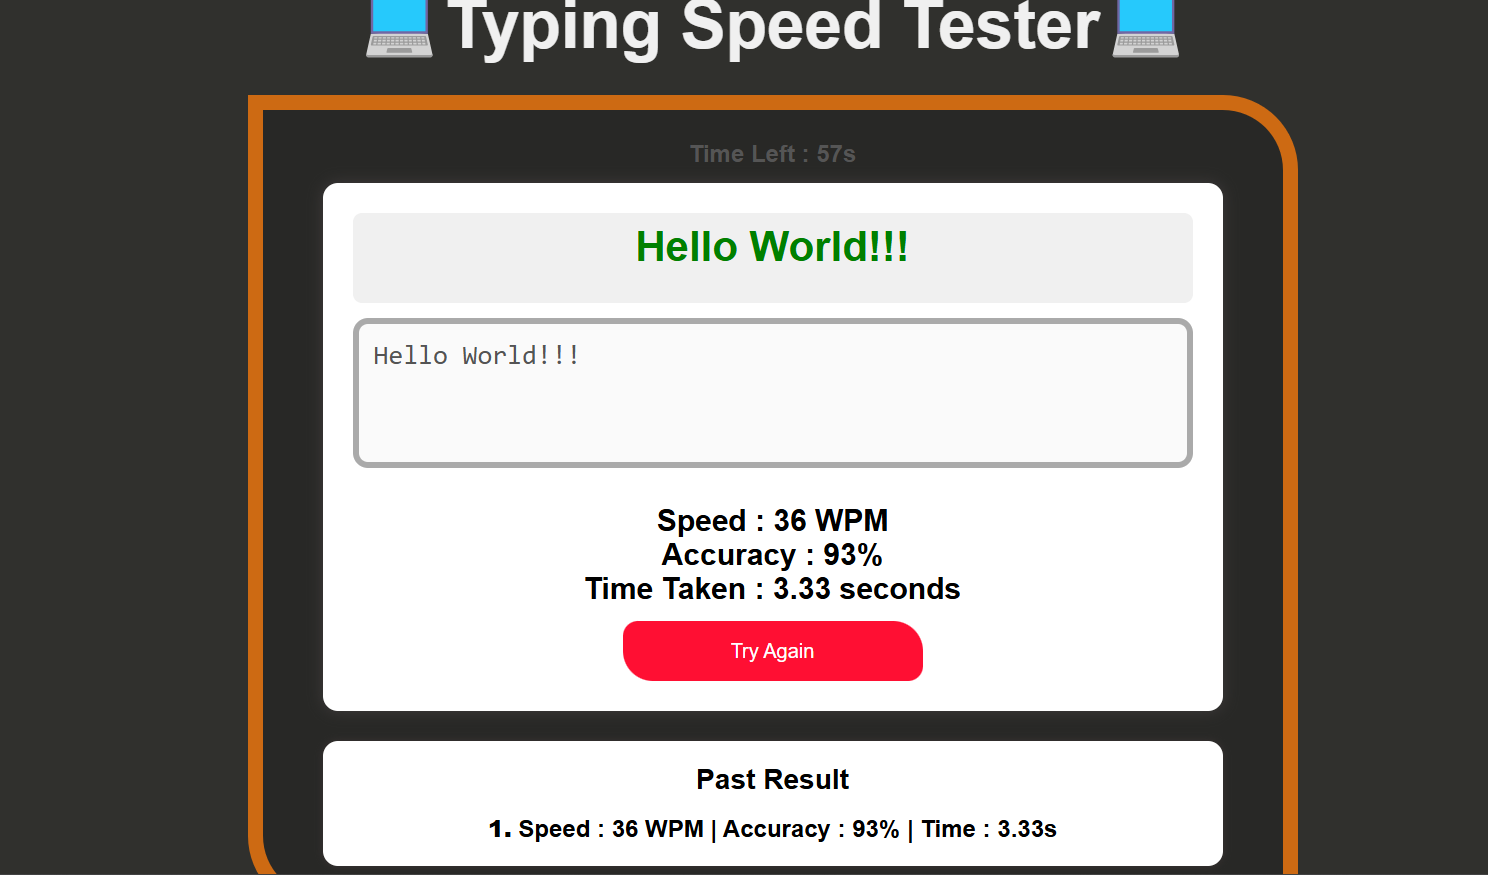 Typing Speed Tester
Time Left : 57s
Hello World!!!
Hello World!!!
Speed : 36 WPM
Accuracy : 93%
Time Taken : 3.33 seconds
Try Again
Past Result
1. Speed : 36 WPM | Accuracy : 93% | Time : 3.33s